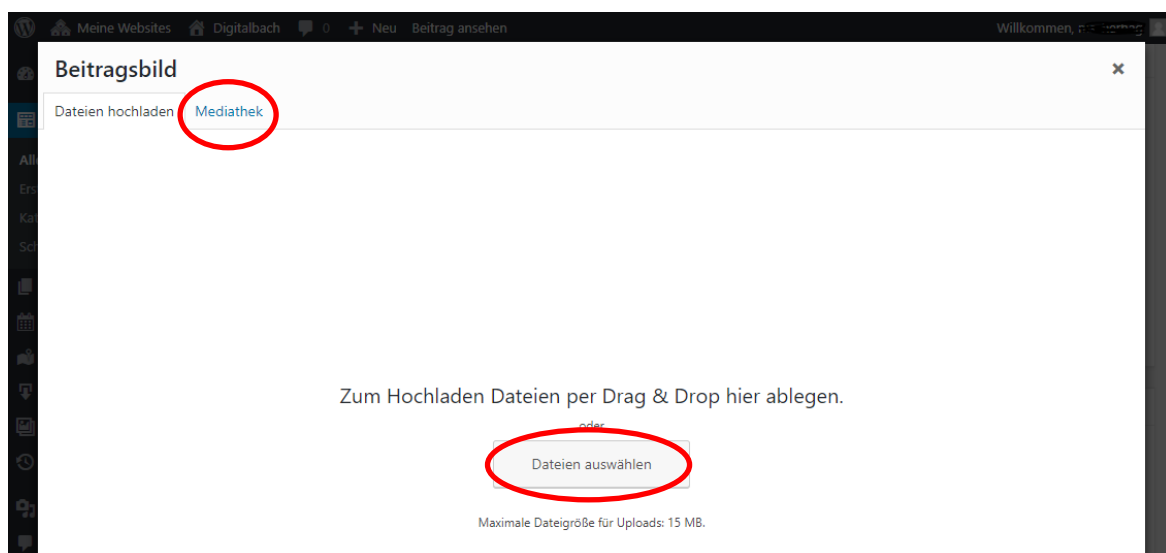 Meine Websites Digitalbach 0 Neu Beitrag ansehen Willkommen,
Beitragsbild
Dateien hochladen Mediathek
Zum Hochladen Dateien per Drag & Drop hier ablegen.
oder
Dateien auswählen
Maximale Dateigröße für Uploads: 15 MB.